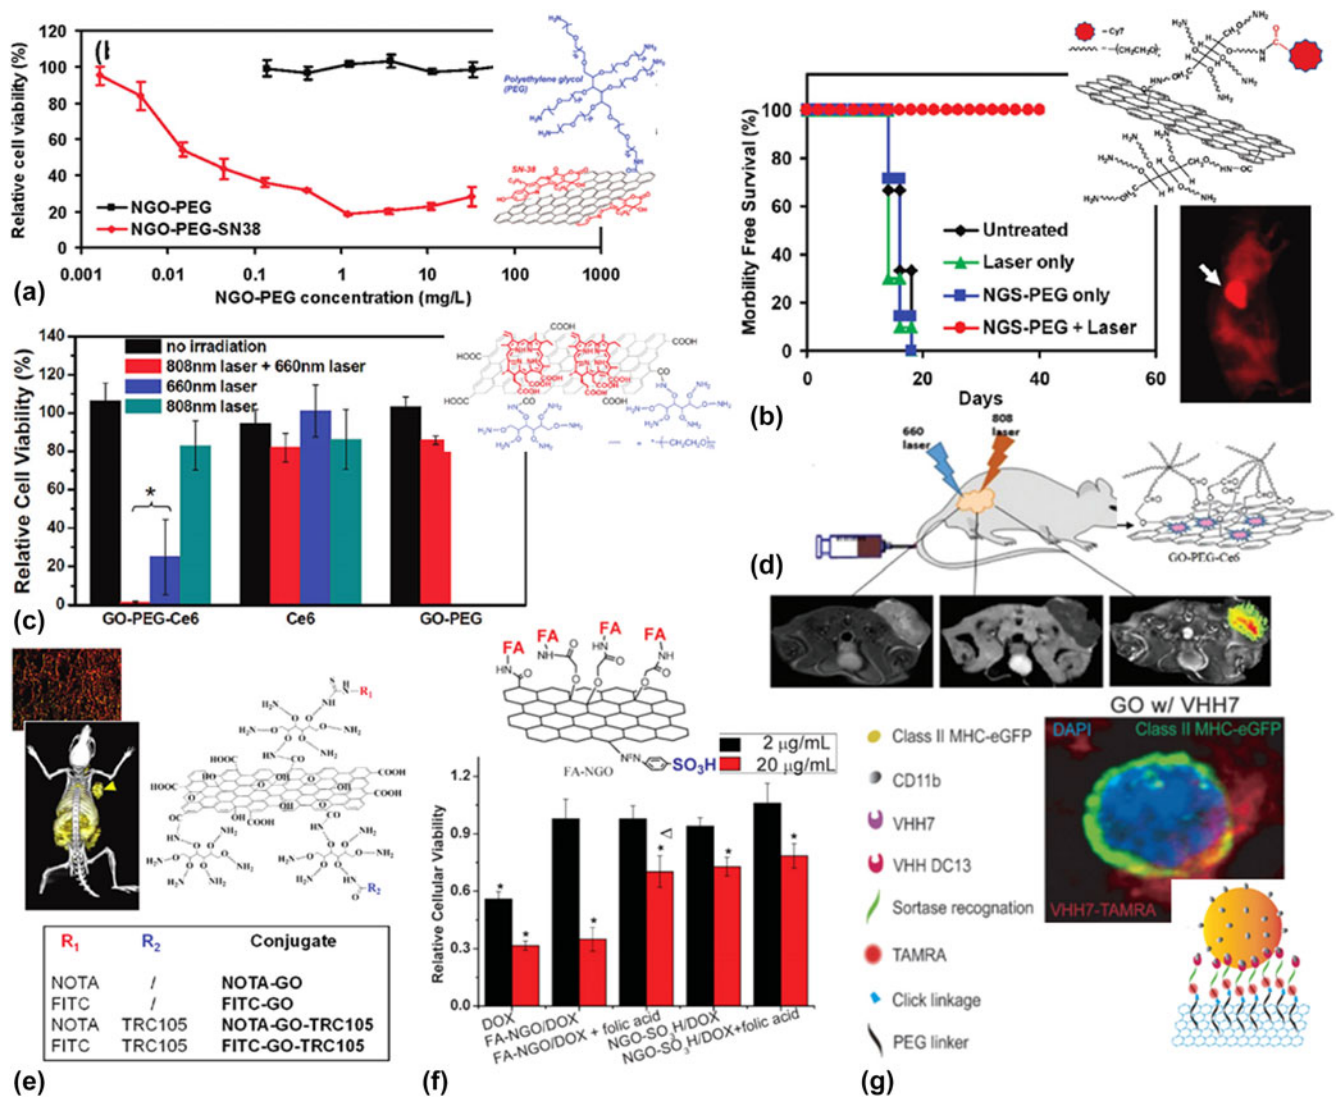 120
100
80
60
40
20
0
Relative cell viability (%)
NGO-PEG
NGO-PEG-SN38
0.001 0.01 0.1 1 10 100 1000
NGO-PEG concentration (mg/L)
Polyethylene glycol
(PEG)
SN-38
(a)
= Cy7
Morbidity Free Survival (%)
100
80
60
40
20
0
Untreated
Laser only
NGS-PEG only
NGS-PEG + Laser
0 20 40 60
Days
(b)
Relative Cell Viability (%)
140
120
100
80
60
40
20
0
no irradiation
808nm laser + 660nm laser
660nm laser
808nm laser
*
GO-PEG-Ce6 Ce6 GO-PEG
(c)
660
laser
808
laser
GO-PEG-Ce6
(d)
R₁ R₂ Conjugate
NOTA / NOTA-GO
FITC / FITC-GO
NOTA TRC105 NOTA-GO-TRC105
FITC TRC105 FITC-GO-TRC105
(e)
FA FA FA FA
SO₃H
FA-NGO
2 µg/mL
20 µg/mL
Relative Cellular Viability
1.2
0.9
0.6
0.3
0.0
DOX
FA-NGO/DOX
FA-NGO/DOX + folic acid
NGO-SO₃H/DOX
NGO-SO₃H/DOX+folic acid
(f)
GO w/ VHH7
DAPI Class II MHC-eGFP
VHH7-TAMRA
Class II MHC-eGFP
CD11b
VHH7
VHH DC13
Sortase recognation
TAMRA
Click linkage
PEG linker
(g)